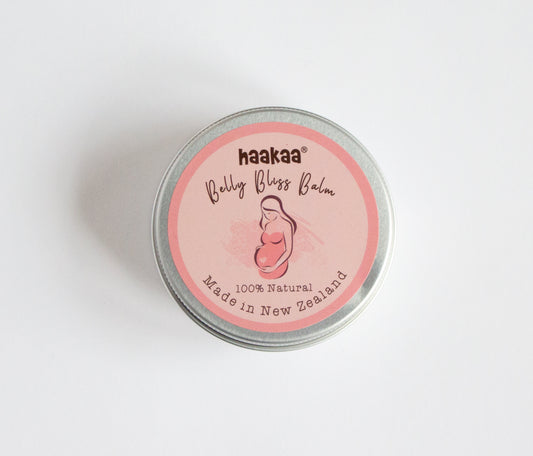 haakaa®
Belly Bliss Balm
100% Natural
Made in New Zealand